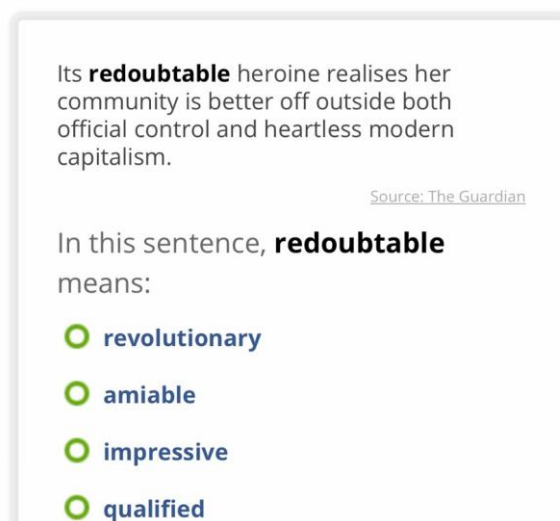 Its redoubtable heroine realises her
community is better off outside both
official control and heartless modern
capitalism.
Source: The Guardian
In this sentence, redoubtable
means:
revolutionary
amiable
impressive
qualified